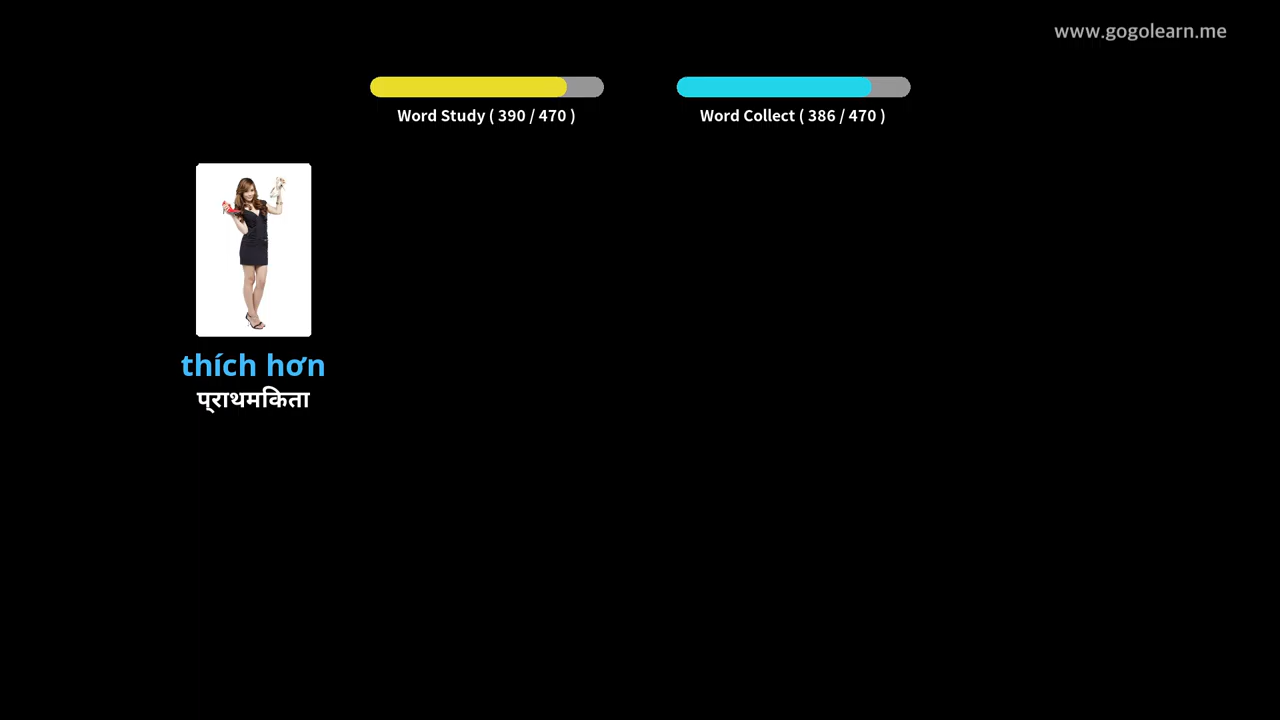 www.gogolearn.me
Word Study ( 390 / 470 )
Word Collect ( 386 / 470 )
thích hơn
प्राथमकिता